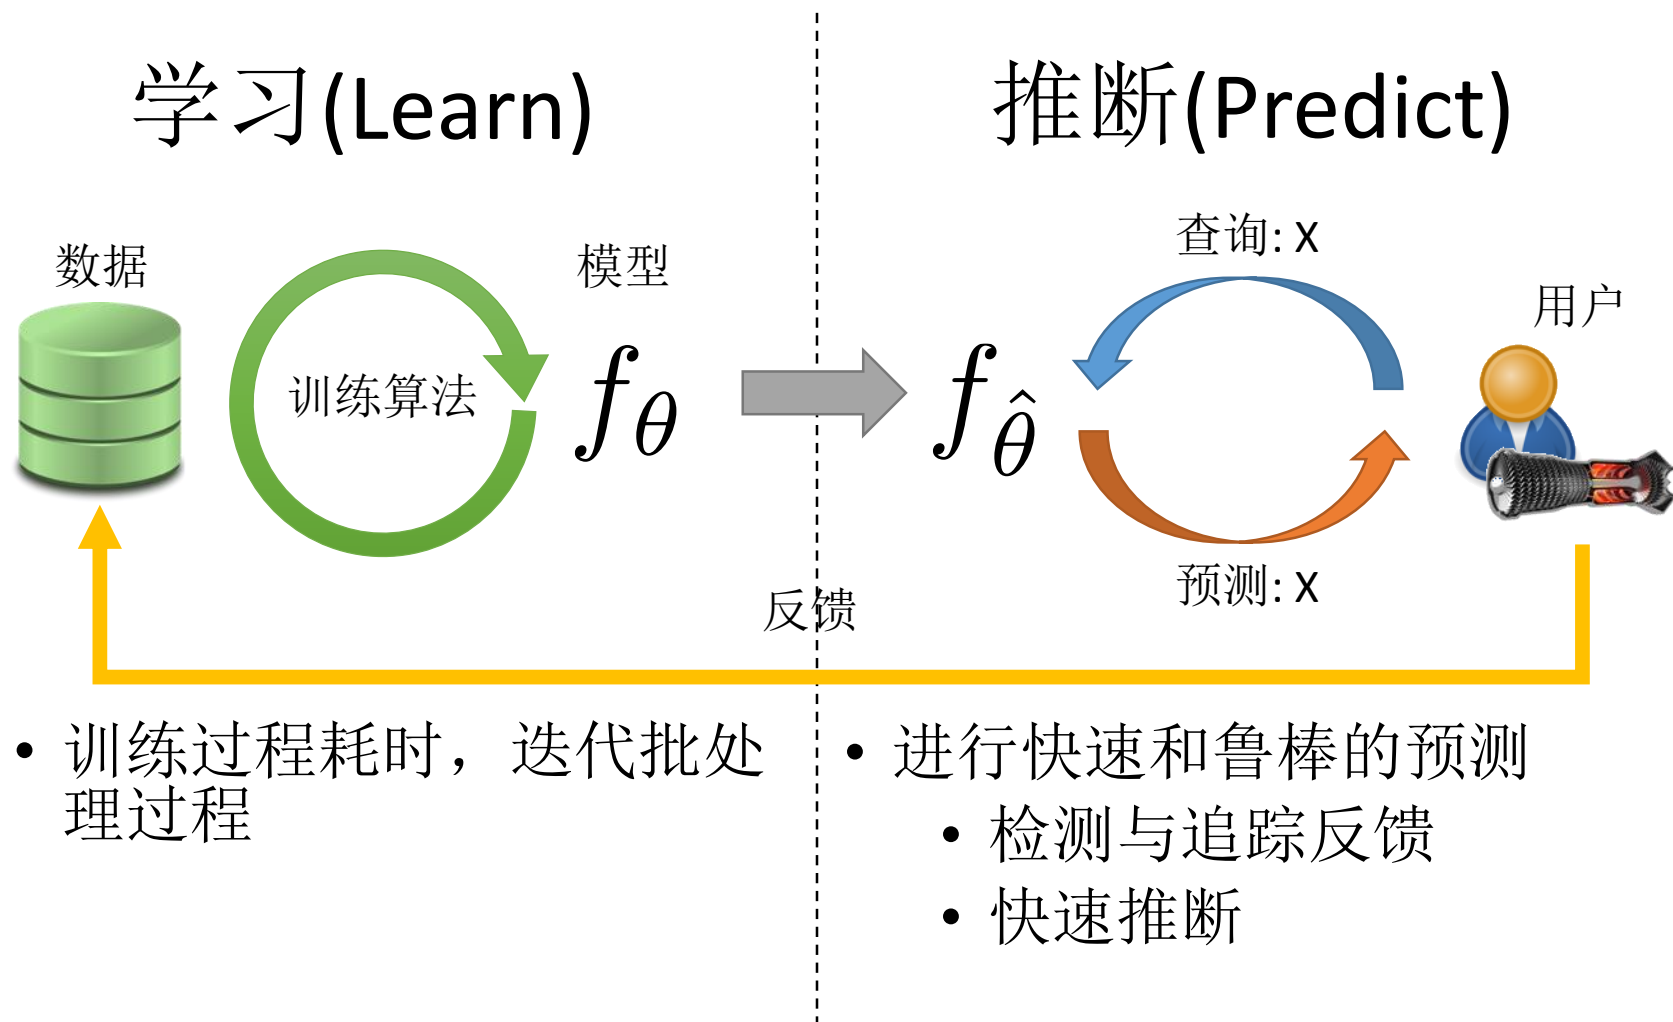 学习(Learn)
推断(Predict)
数据
训练算法
模型
f_θ
f_θ̂
查询: X
用户
预测: X
反馈
• 训练过程耗时，迭代批处
理过程
• 进行快速和鲁棒的预测
• 检测与追踪反馈
• 快速推断